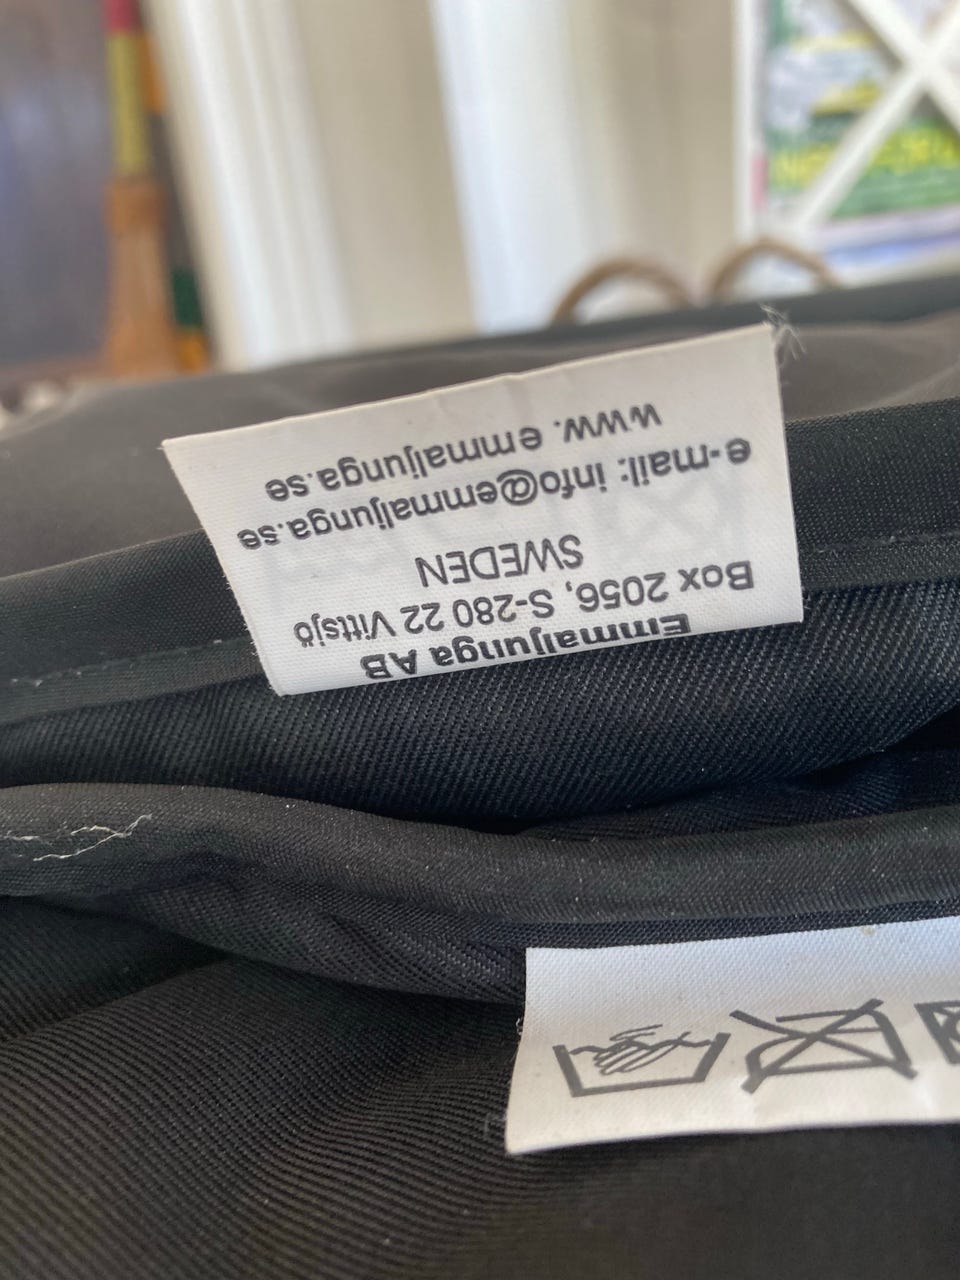 Emmaljunga AB
Box 2056, S-280 22 Vittsjö
SWEDEN
e-mail: info@emmaljunga.se
www. emmaljunga.se